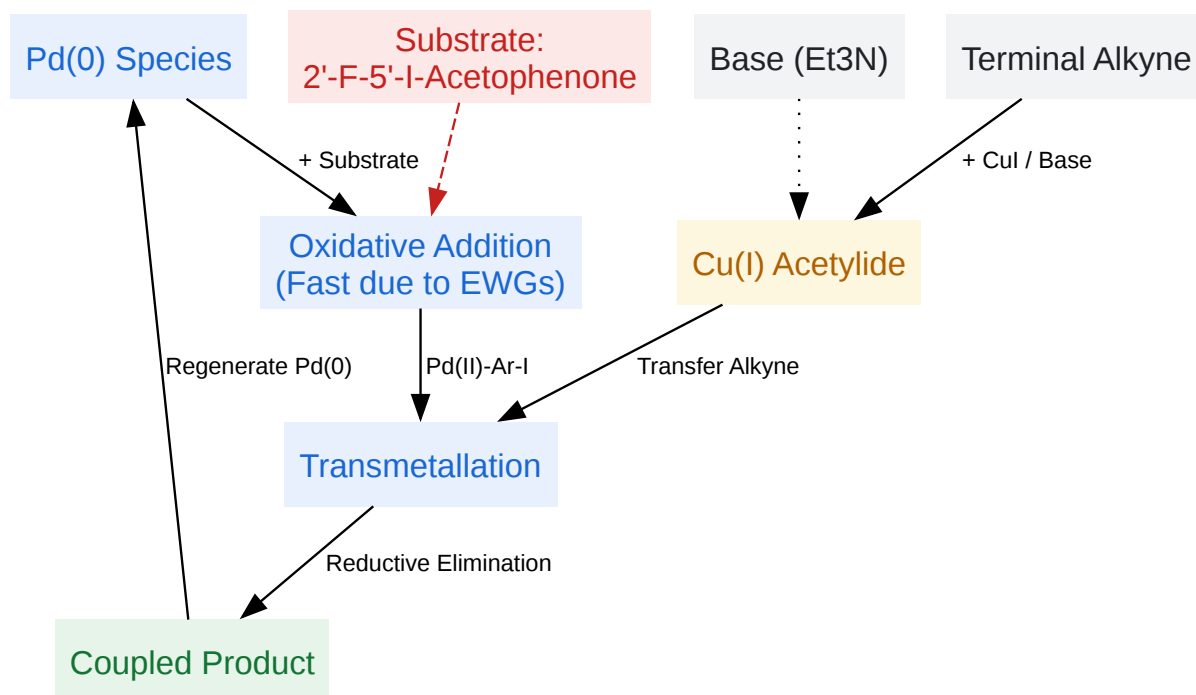 Pd(0) Species
Substrate:
2'-F-5'-I-Acetophenone
Base (Et3N)
Terminal Alkyne
+ Substrate
+ CuI / Base
Oxidative Addition
(Fast due to EWGs)
Cu(I) Acetylide
Regenerate Pd(0)
Pd(II)-Ar-I
Transfer Alkyne
Transmetallation
Reductive Elimination
Coupled Product